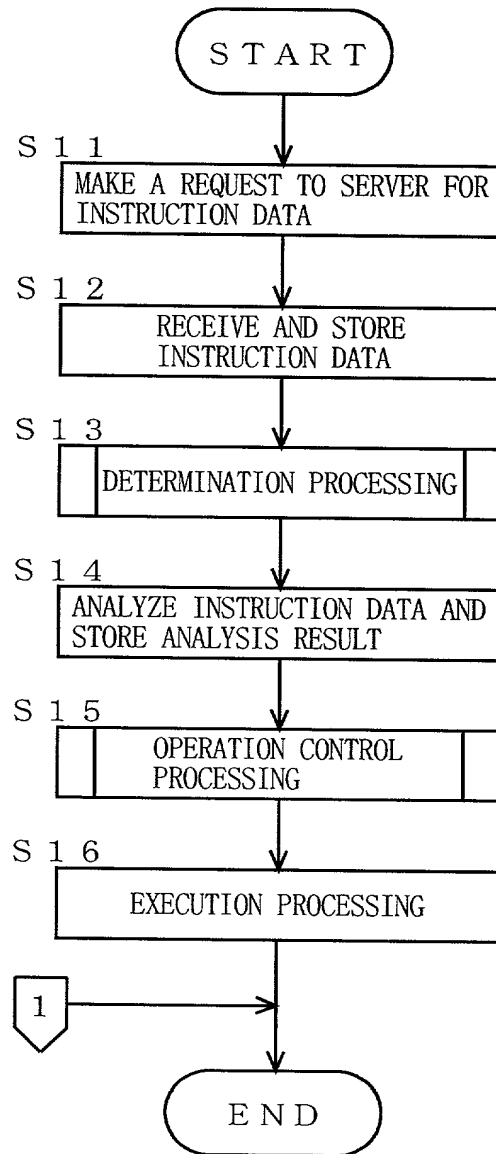 START
S11
MAKE A REQUEST TO SERVER FOR
INSTRUCTION DATA
S12
RECEIVE AND STORE
INSTRUCTION DATA
S13
DETERMINATION PROCESSING
S14
ANALYZE INSTRUCTION DATA AND
STORE ANALYSIS RESULT
S15
OPERATION CONTROL
PROCESSING
S16
EXECUTION PROCESSING
1
END